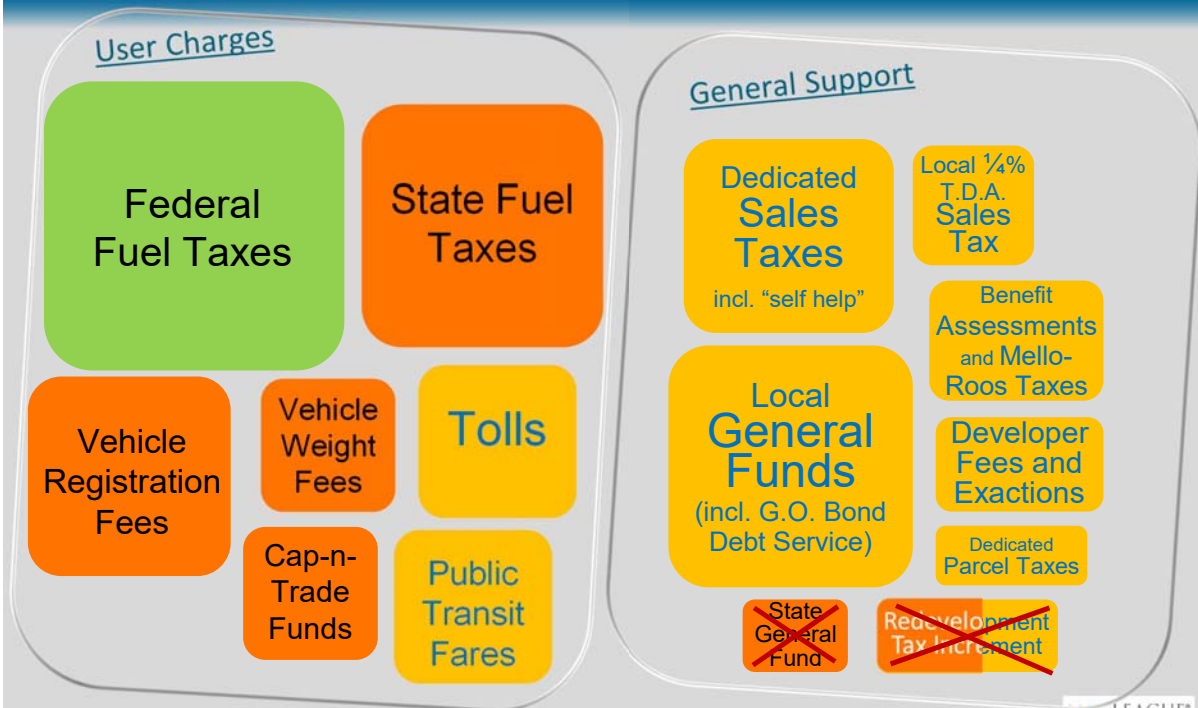 User Charges
Federal
Fuel Taxes
State Fuel
Taxes
Vehicle
Registration
Fees
Vehicle
Weight
Fees
Tolls
Cap-n-
Trade
Funds
Public
Transit
Fares
General Support
Dedicated
Sales
Taxes
incl. “self help”
Local ¼%
T.D.A.
Sales
Tax
Benefit
Assessments
and Mello-
Roos Taxes
Local
General
Funds
(incl. G.O. Bond
Debt Service)
Developer
Fees and
Exactions
Dedicated
Parcel Taxes
State
General
Fund
Redevelopment
Tax Increment
LEAGUE®